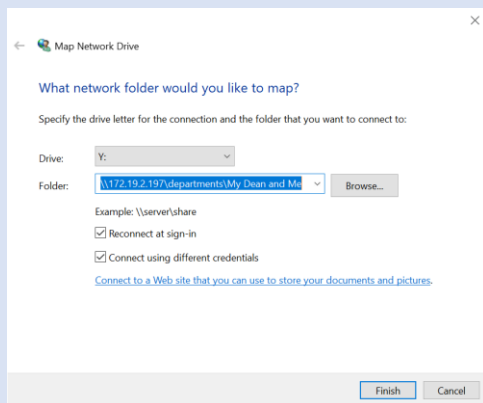 Map Network Drive
What network folder would you like to map?
Specify the drive letter for the connection and the folder that you want to connect to:
Drive: Y:
Folder: \\172.19.2.197\departments\My Dean and Me Browse...
Example: \\server\share
Reconnect at sign-in
Connect using different credentials
Connect to a Web site that you can use to store your documents and pictures.
Finish Cancel